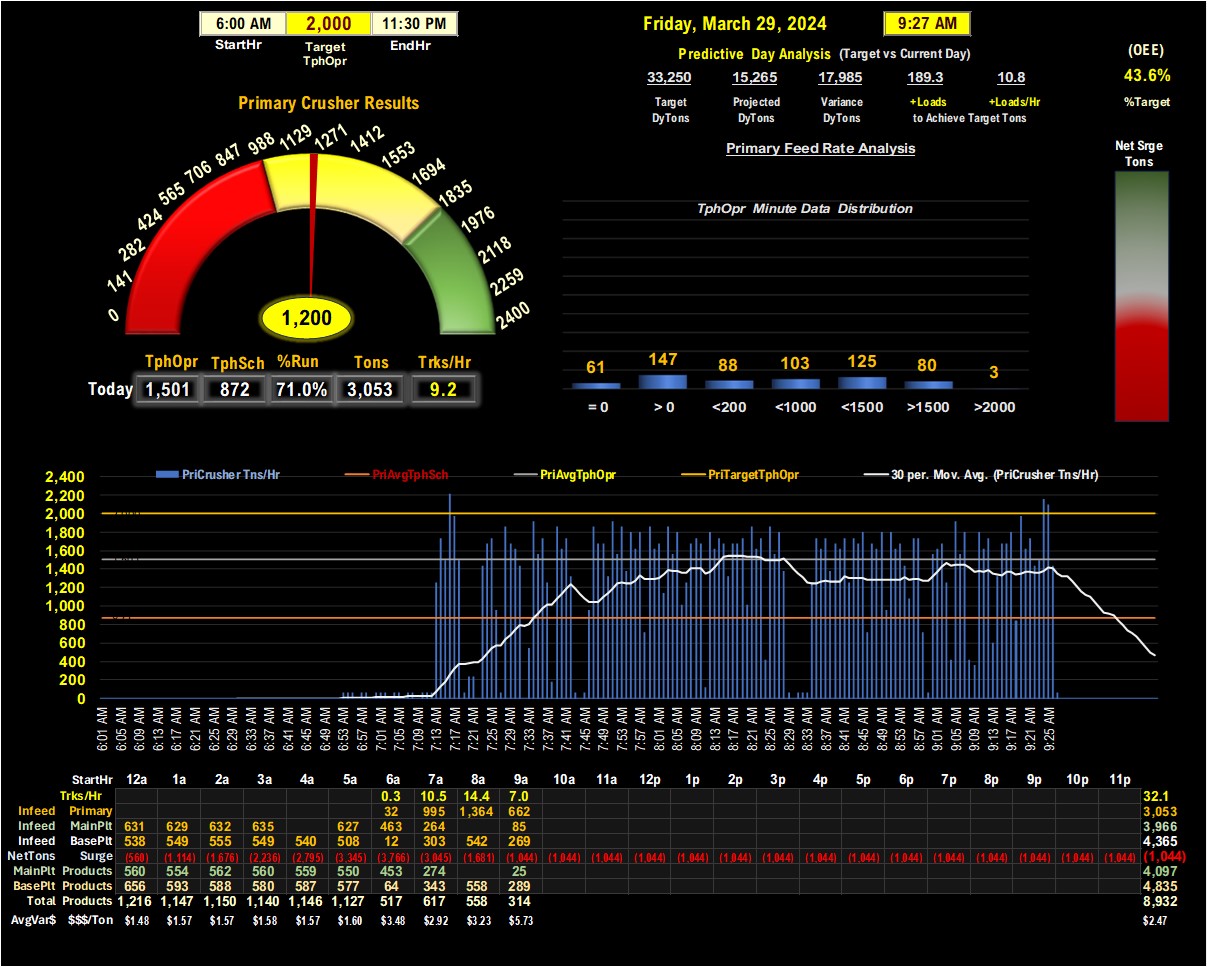 6:00 AM 2,000 11:30 PM
StartHr Target TphOpr EndHr
Friday, March 29, 2024 9:27 AM
Predictive Day Analysis (Target vs Current Day)
33,250 15,265 17,985 189.3 10.8
Target DyTons Projected DyTons Variance DyTons +Loads +Loads/Hr
to Achieve Target Tons
(OEE)
43.6%
%Target
Primary Crusher Results
0 141 282 424 565 706 847 988 1129 1271 1412 1553 1694 1835 1976 2118 2259 2400
1,200
TphOpr TphSch %Run Tons Trks/Hr
Today 1,501 872 71.0% 3,053 9.2
Primary Feed Rate Analysis
TphOpr Minute Data Distribution
61 147 88 103 125 80 3
= 0 > 0 <200 <1000 <1500 >1500 >2000
Net Srge
Tons
PriCrusher Tns/Hr PriAvgTphSch PriAvgTphOpr PriTargetTphOpr 30 per. Mov. Avg. (PriCrusher Tns/Hr)
2,400
2,200
2,000
1,800
1,600
1,400
1,200
1,000
800
600
400
200
0
6:01 AM 6:05 AM 6:09 AM 6:13 AM 6:17 AM 6:21 AM 6:25 AM 6:29 AM 6:33 AM 6:37 AM 6:41 AM 6:45 AM 6:49 AM 6:53 AM 6:57 AM 7:01 AM 7:05 AM 7:09 AM 7:13 AM 7:17 AM 7:21 AM 7:25 AM 7:29 AM 7:33 AM 7:37 AM 7:41 AM 7:45 AM 7:49 AM 7:53 AM 7:57 AM 8:01 AM 8:05 AM 8:09 AM 8:13 AM 8:17 AM 8:21 AM 8:25 AM 8:29 AM 8:33 AM 8:37 AM 8:41 AM 8:45 AM 8:49 AM 8:53 AM 8:57 AM 9:01 AM 9:05 AM 9:09 AM 9:13 AM 9:17 AM 9:21 AM 9:25 AM
StartHr 12a 1a 2a 3a 4a 5a 6a 7a 8a 9a 10a 11a 12p 1p 2p 3p 4p 5p 6p 7p 8p 9p 10p 11p
Trks/Hr 0.3 10.5 14.4 7.0 32.1
Infeed Primary 32 995 1,364 662 3,053
Infeed MainPlt 631 629 632 635 627 463 264 85 3,966
Infeed BasePlt 538 549 555 549 540 508 12 303 542 269 4,365
NetTons Surge (560) (1,114) (1,676) (2,236) (2,795) (3,345) (3,766) (3,045) (1,681) (1,044) (1,044) (1,044) (1,044) (1,044) (1,044) (1,044) (1,044) (1,044) (1,044) (1,044) (1,044) (1,044) (1,044) (1,044) (1,044)
MainPlt Products 560 554 562 560 559 550 453 274 25 4,097
BasePlt Products 656 593 588 580 587 577 64 343 558 289 4,835
Total Products 1,216 1,147 1,150 1,140 1,146 1,127 517 617 558 314 8,932
AvgVar$ $$$/Ton $1.48 $1.57 $1.57 $1.58 $1.57 $1.60 $3.48 $2.92 $3.23 $5.73 $2.47